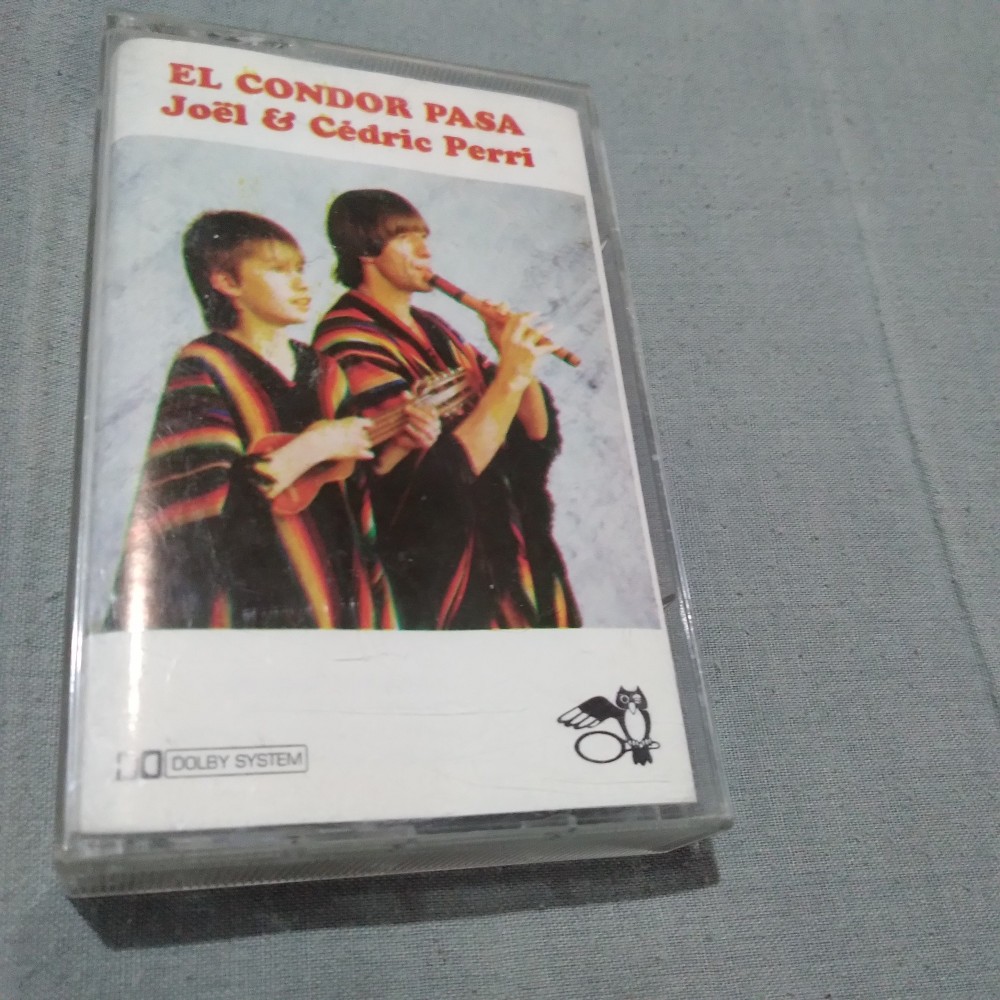 EL CONDOR PASA
Joël & Cédric Perri
DOLBY SYSTEM